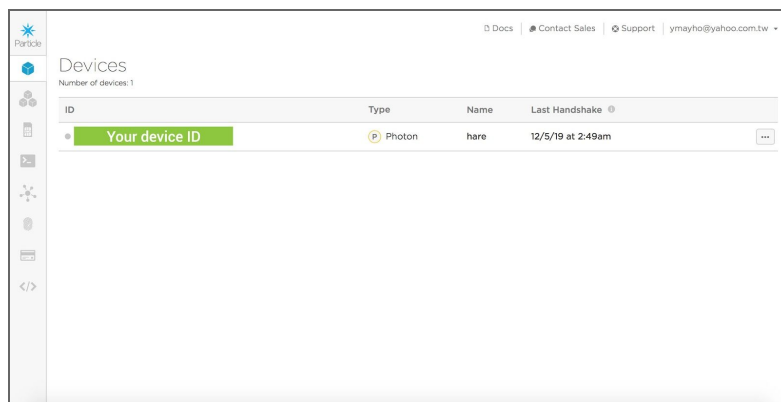 Particle
Docs Contact Sales Support ymayho@yahoo.com.tw
Devices
Number of devices: 1
ID Type Name Last Handshake
Your device ID P Photon hare 12/5/19 at 2:49am